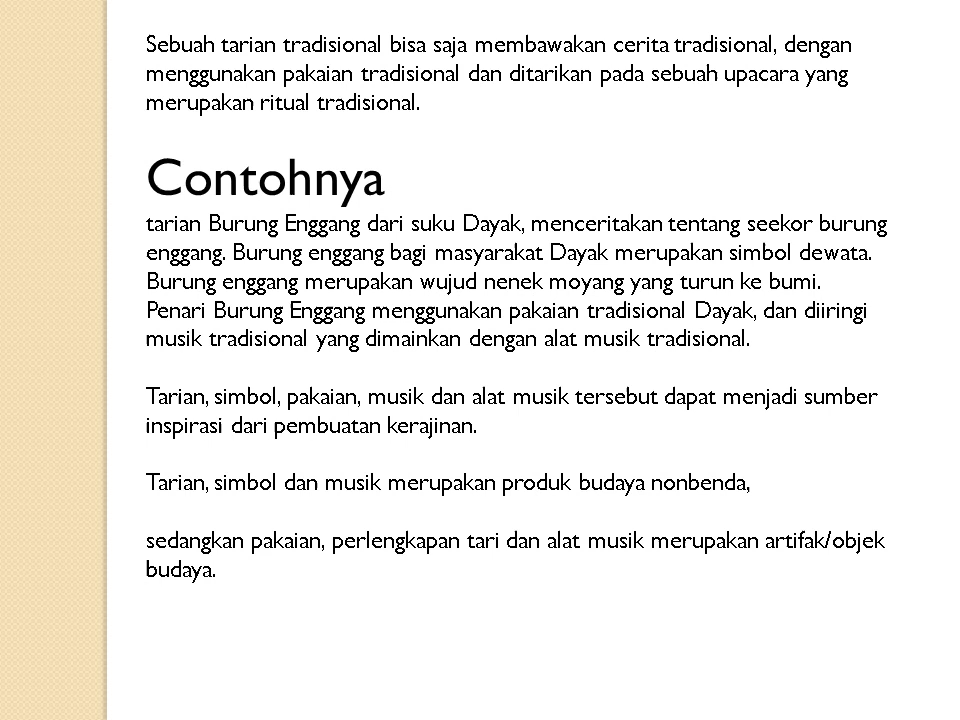 Sebuah tarian tradisional bisa saja membawakan cerita tradisional, dengan
menggunakan pakaian tradisional dan ditarikan pada sebuah upacara yang
merupakan ritual tradisional.
Contohnya
tarian Burung Enggang dari suku Dayak, menceritakan tentang seekor burung
enggang. Burung enggang bagi masyarakat Dayak merupakan simbol dewata.
Burung enggang merupakan wujud nenek moyang yang turun ke bumi.
Penari Burung Enggang menggunakan pakaian tradisional Dayak, dan diiringi
musik tradisional yang dimainkan dengan alat musik tradisional.
Tarian, simbol, pakaian, musik dan alat musik tersebut dapat menjadi sumber
inspirasi dari pembuatan kerajinan.
Tarian, simbol dan musik merupakan produk budaya nonbenda,
sedangkan pakaian, perlengkapan tari dan alat musik merupakan artifak/objek
budaya.